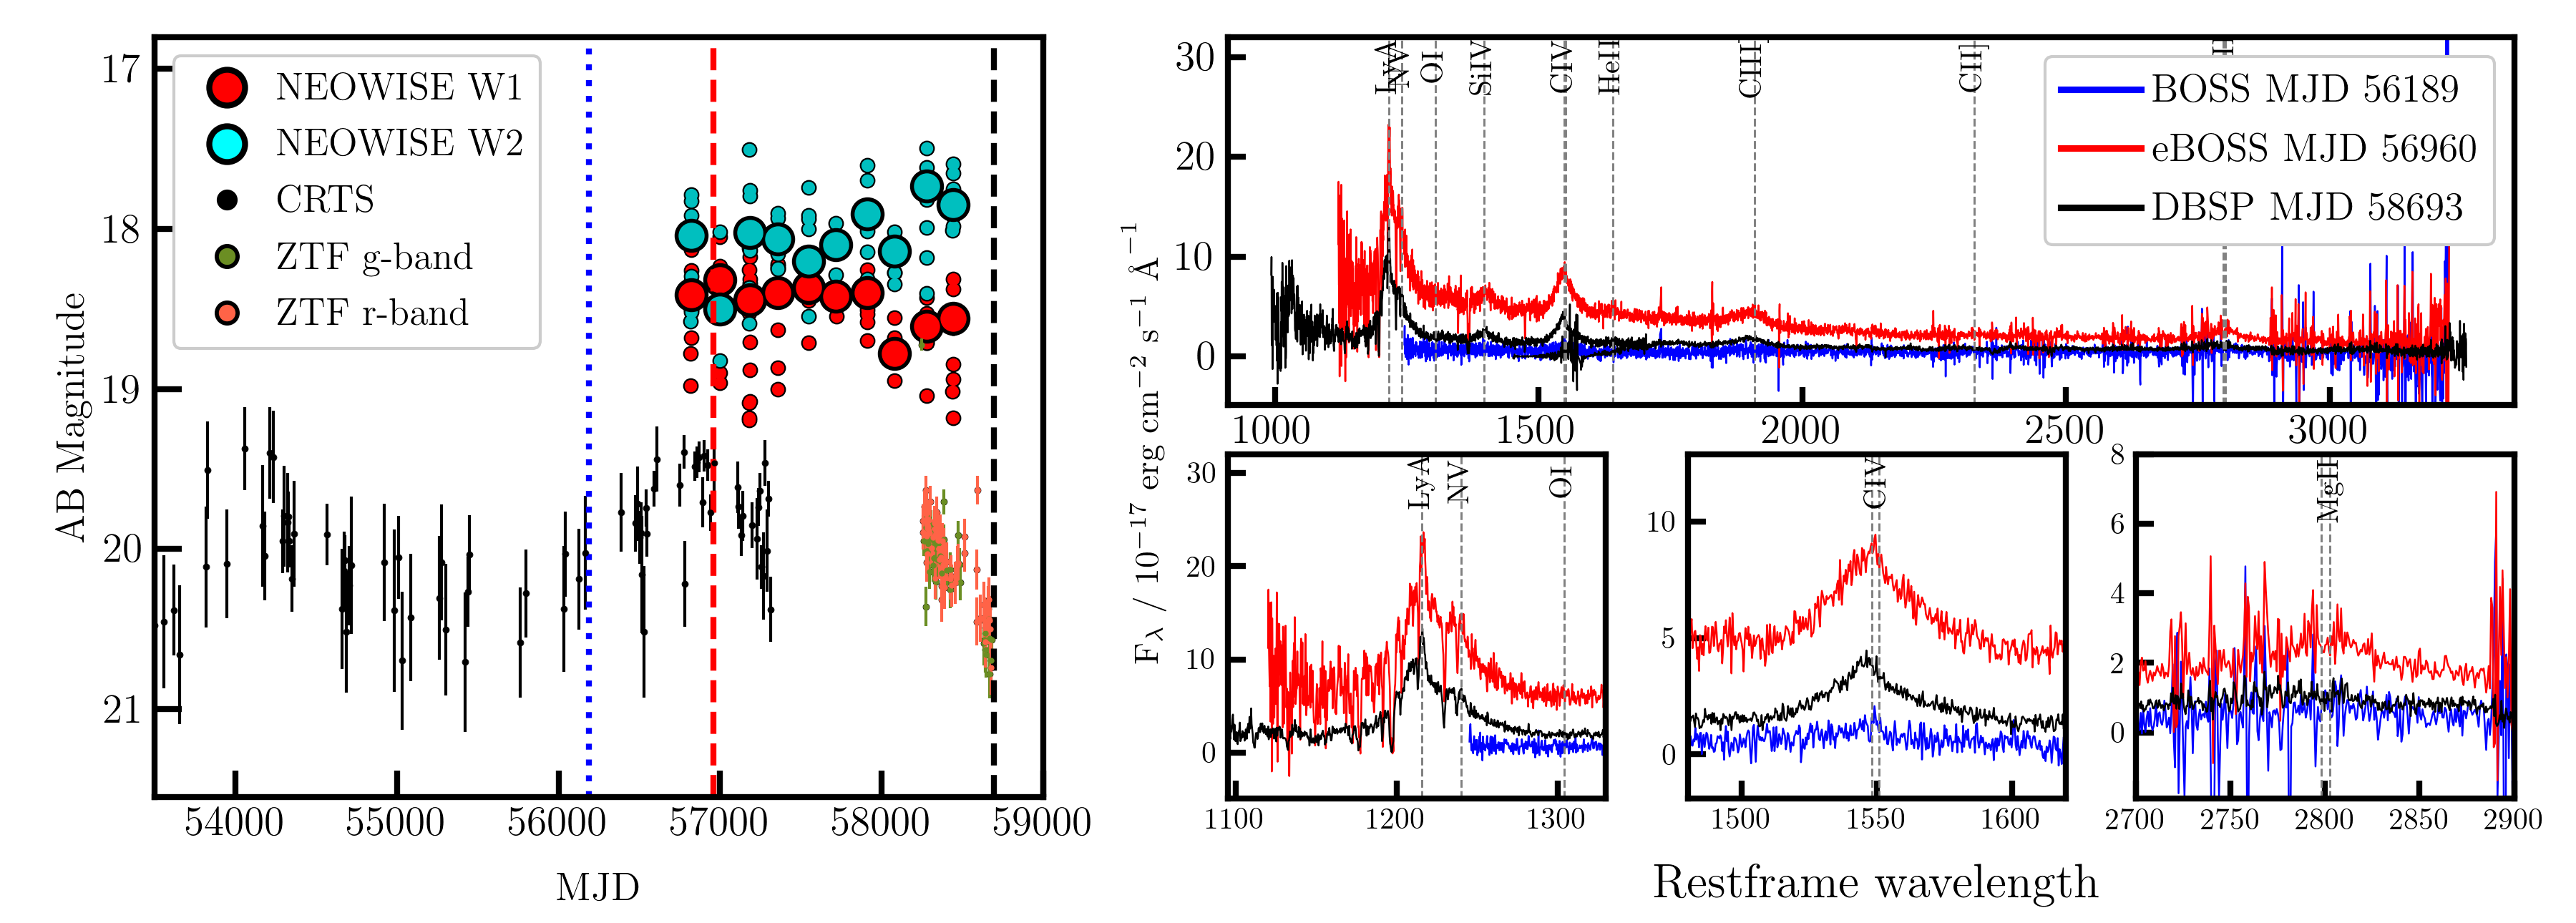 17
18
19
20
21
AB Magnitude
NEOWISE W1
NEOWISE W2
CRTS
ZTF g-band
ZTF r-band
54000 55000 56000 57000 58000 59000
MJD
30
20
10
0
LyA NV OI SiIV CIV HeII CIII] CII]
BOSS MJD 56189
eBOSS MJD 56960
DBSP MJD 58693
1000 1500 2000 2500 3000
Fλ / 10⁻¹⁷ erg cm⁻² s⁻¹ Å⁻¹
30
20
10
0
LyA NV OI
1100 1200 1300
10
5
0
CIV
1500 1550 1600
8
6
4
2
0
MgII
2700 2750 2800 2850 2900
Restframe wavelength